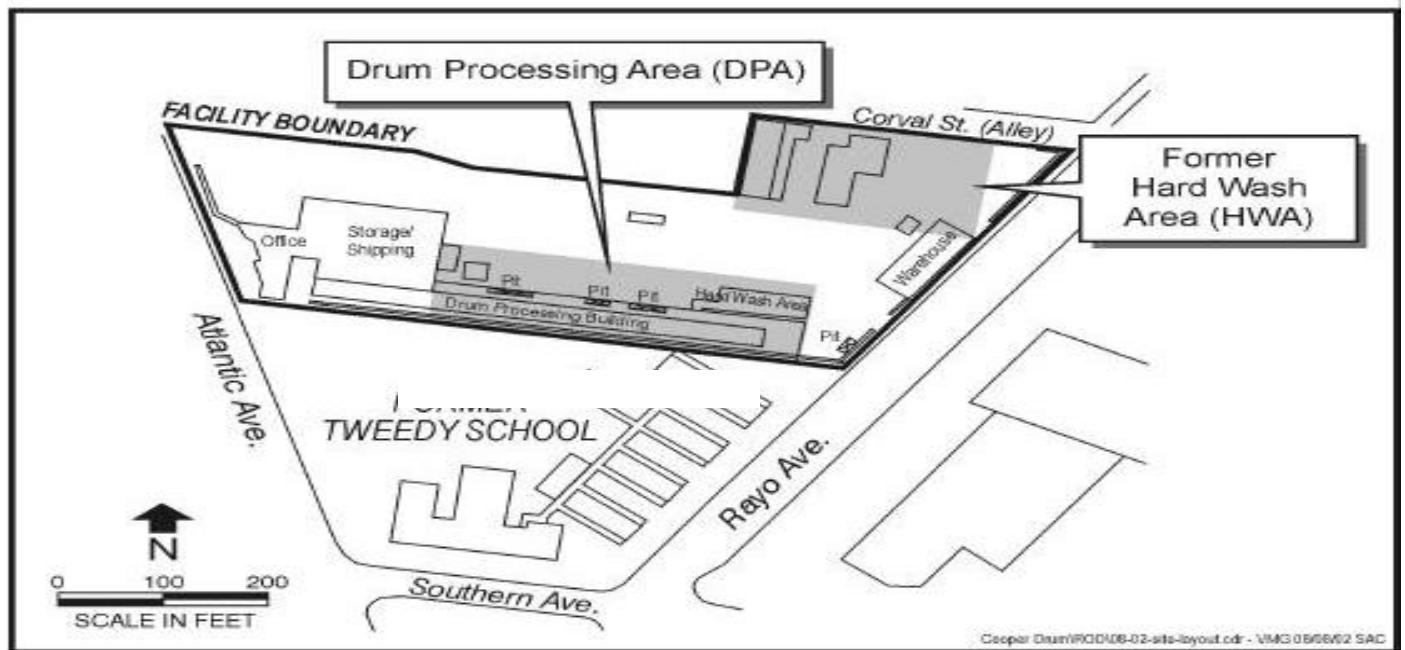 Drum Processing Area (DPA)
FACILITY BOUNDARY
Corval St. (Alley)
Former
Hard Wash
Area (HWA)
Office
Storage/
Shipping
Warehouse
Pit
Pit
Pit
Hard Wash Area
Drum Processing Building
Pit
Atlantic Ave.
TWEEDY SCHOOL
Rayo Ave.
N
0 100 200
SCALE IN FEET
Southern Ave.
Cooper Drum\ROD\08-02-site-layout.cdr - VMG 08/06/02 SAC